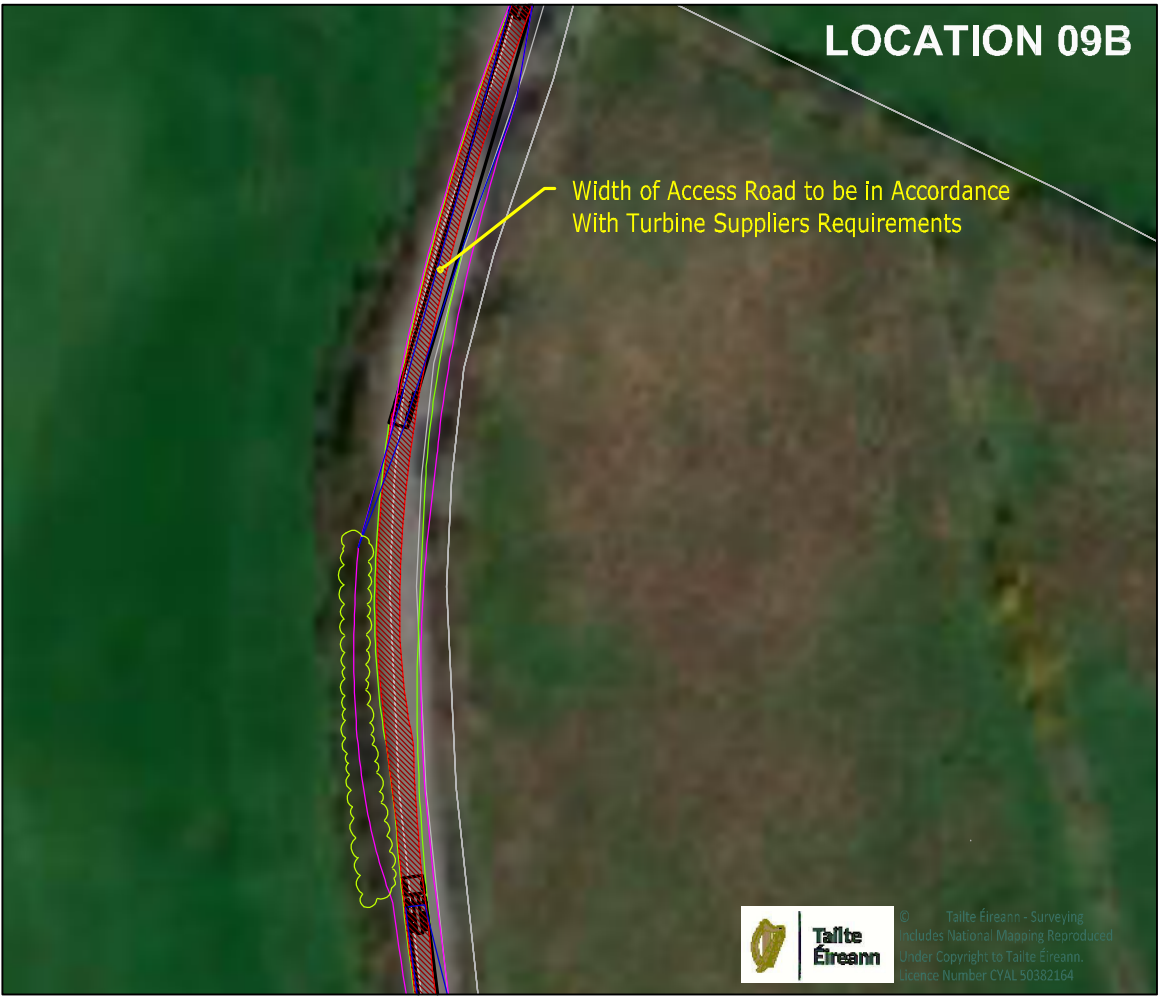 LOCATION 09B
Width of Access Road to be in Accordance
With Turbine Suppliers Requirements
Tailte
Éireann
© Tailte Éireann - Surveying
Includes National Mapping Reproduced
Under Copyright to Tailte Éireann.
Licence Number CYAL 50382164